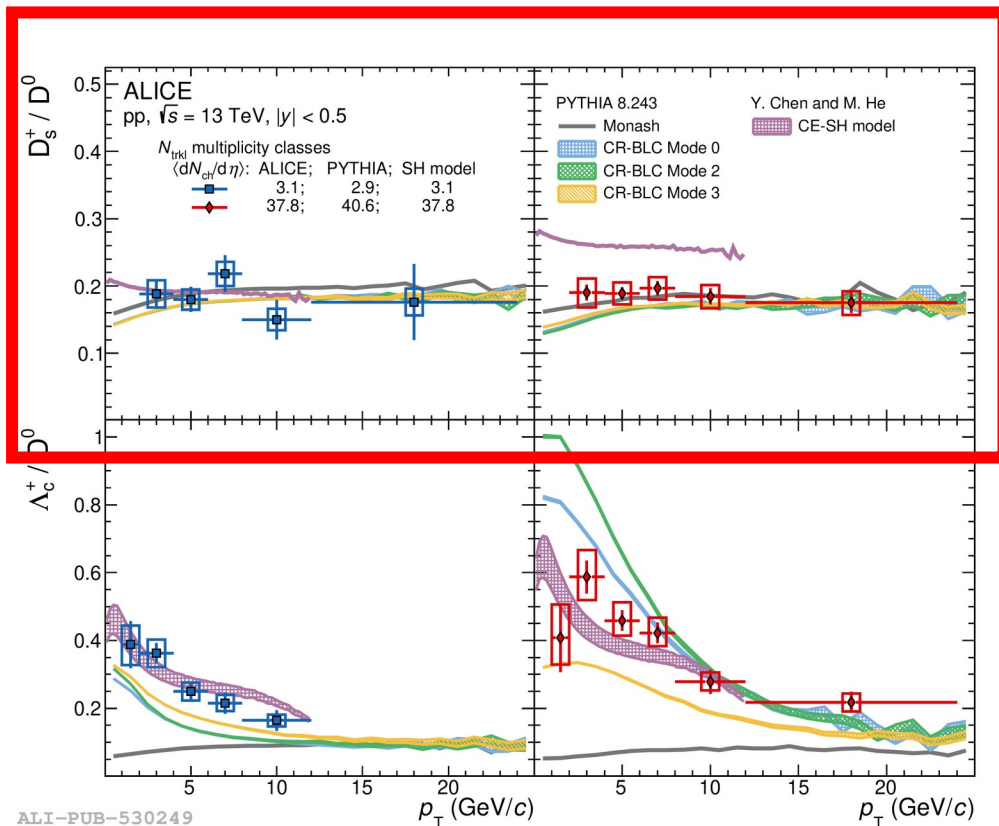 D_s^+ / D^0
0.5
0.4
0.3
0.2
0.1
ALICE
pp, √s = 13 TeV, |y| < 0.5
N_trkl multiplicity classes
⟨dN_ch/dη⟩: ALICE; PYTHIA; SH model
3.1; 2.9; 3.1
37.8; 40.6; 37.8
PYTHIA 8.243
Monash
CR-BLC Mode 0
CR-BLC Mode 2
CR-BLC Mode 3
Y. Chen and M. He
CE-SH model
Λ_c^+ / D^0
1
0.8
0.6
0.4
0.2
5 10 15 20
5 10 15 20
p_T (GeV/c)
p_T (GeV/c)
ALI-PUB-530249